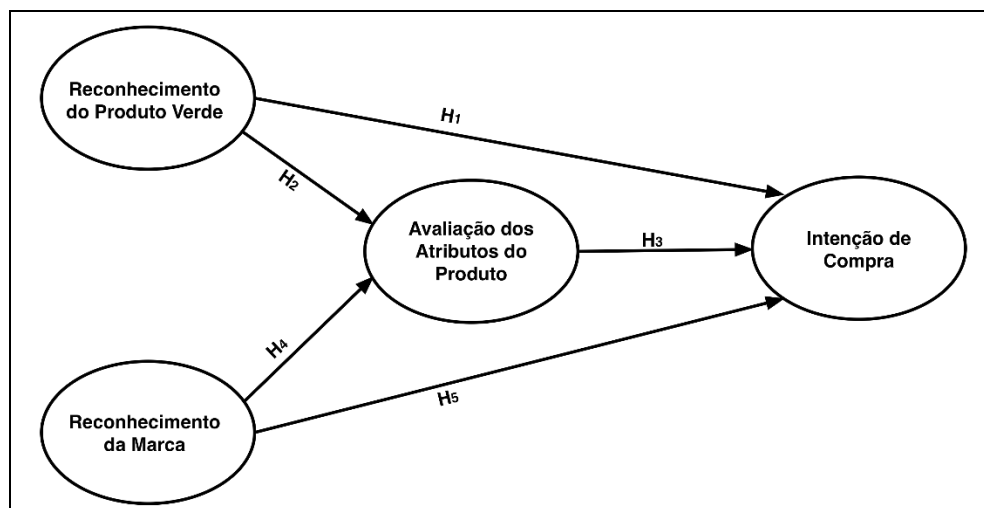 Reconhecimento
do Produto Verde
H1
H2
Avaliação dos
Atributos do
Produto
H3
Intenção de
Compra
H4
H5
Reconhecimento
da Marca